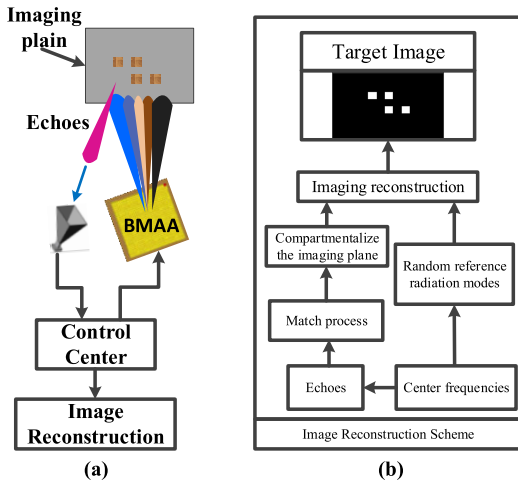 Imaging
plain
Echoes
BMAA
Control
Center
Image
Reconstruction
(a)
Target Image
Imaging reconstruction
Compartmentalize
the imaging plane
Random reference
radiation modes
Match process
Echoes
Center frequencies
Image Reconstruction Scheme
(b)